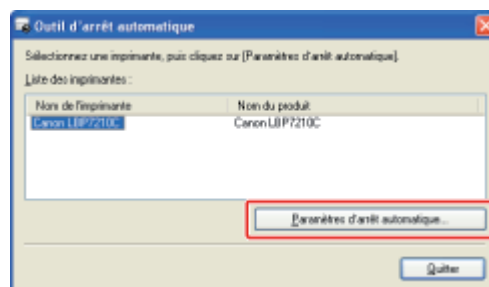 Outil d'arrêt automatique
Sélectionnez une imprimante, puis cliquez sur [Paramètres d'arrêt automatique].
Liste des imprimantes :
Nom de l'imprimante Nom du produit
Canon LBP7210C Canon LBP7210C
Paramètres d'arrêt automatique...
Quitter